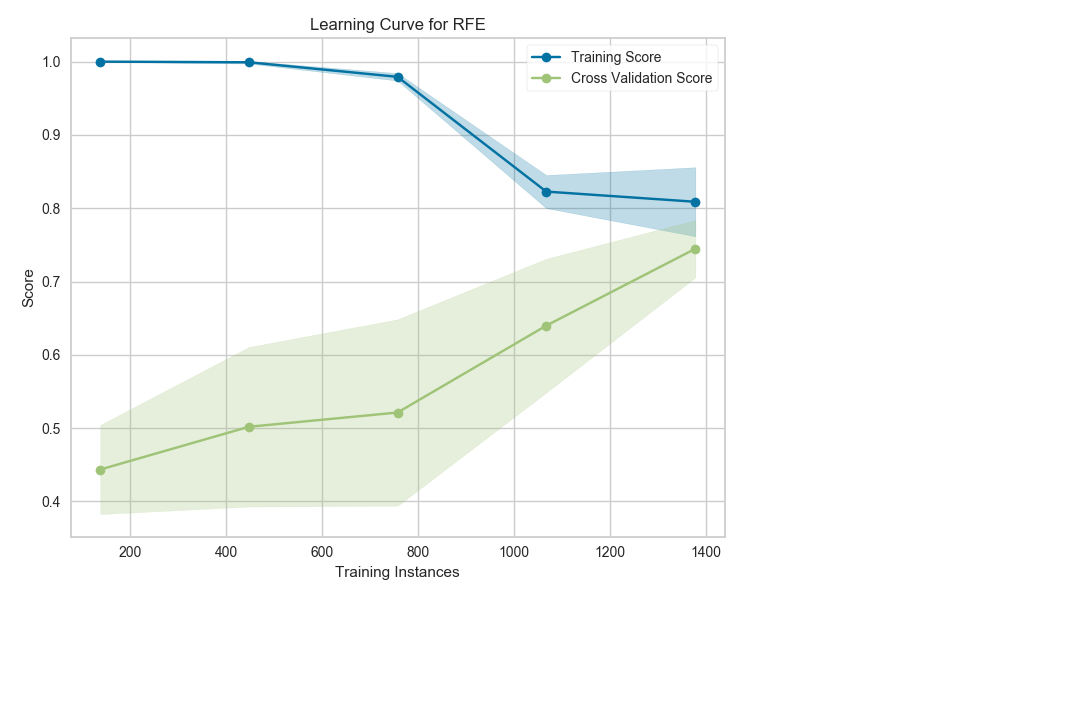 Learning Curve for RFE
Training Score
Cross Validation Score
1.0
0.9
0.8
0.7
0.6
0.5
0.4
Score
200 400 600 800 1000 1200 1400
Training Instances